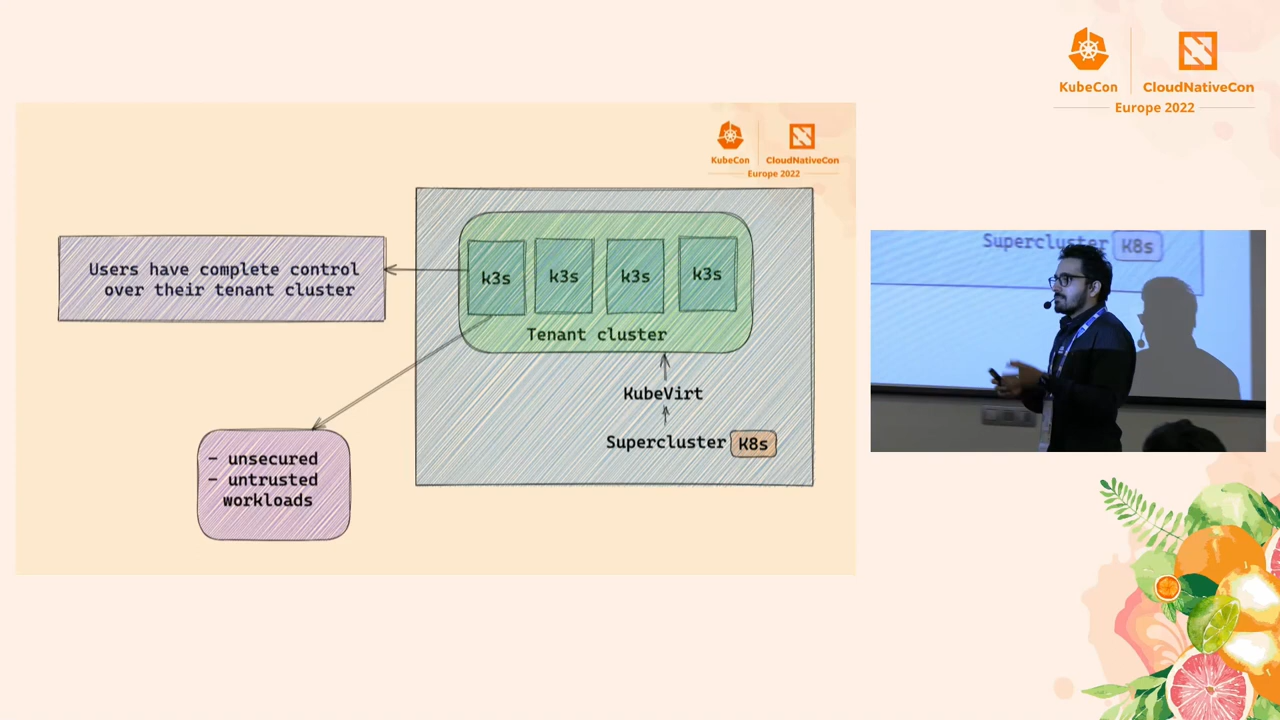 KubeCon
CloudNativeCon
Europe 2022
KubeCon
CloudNativeCon
Europe 2022
Users have complete control
over their tenant cluster
k3s
k3s
k3s
k3s
Tenant cluster
KubeVirt
Supercluster
K8s
- unsecured
- untrusted
workloads
Supercluster
K8s